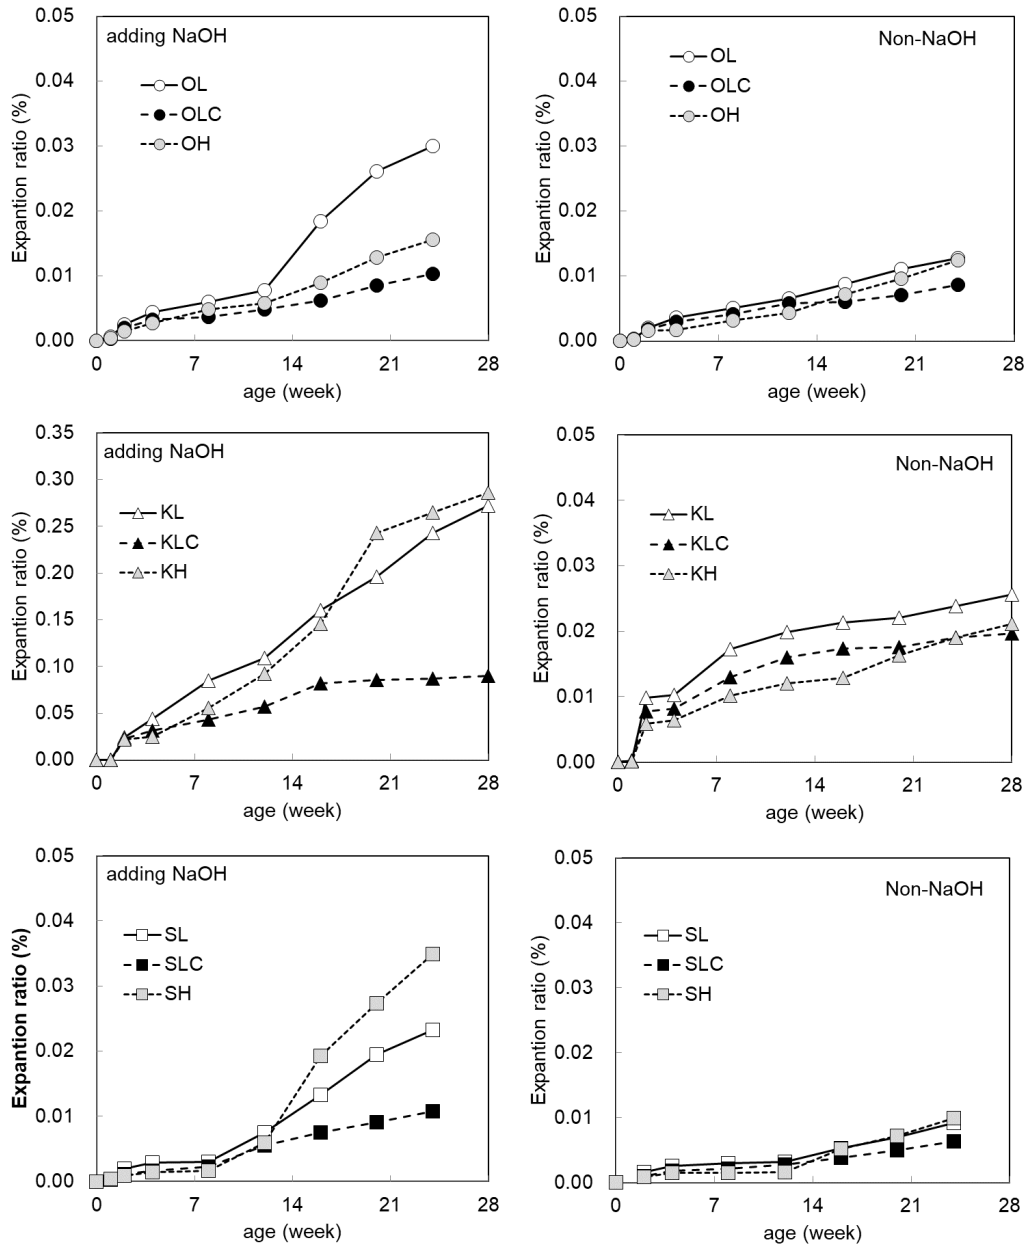 0.05
0.04
0.03
0.02
0.01
0.00
Expantion ratio (%)
adding NaOH
OL
OLC
OH
0 7 14 21 28
age (week)
0.05
0.04
0.03
0.02
0.01
0.00
Expantion ratio (%)
Non-NaOH
OL
OLC
OH
0 7 14 21 28
age (week)
0.35
0.30
0.25
0.20
0.15
0.10
0.05
0.00
Expantion ratio (%)
adding NaOH
KL
KLC
KH
0 7 14 21 28
age (week)
0.05
0.04
0.03
0.02
0.01
0.00
Expantion ratio (%)
Non-NaOH
KL
KLC
KH
0 7 14 21 28
age (week)
0.05
0.04
0.03
0.02
0.01
0.00
Expantion ratio (%)
adding NaOH
SL
SLC
SH
0 7 14 21 28
age (week)
0.05
0.04
0.03
0.02
0.01
0.00
Expantion ratio (%)
Non-NaOH
SL
SLC
SH
0 7 14 21 28
age (week)